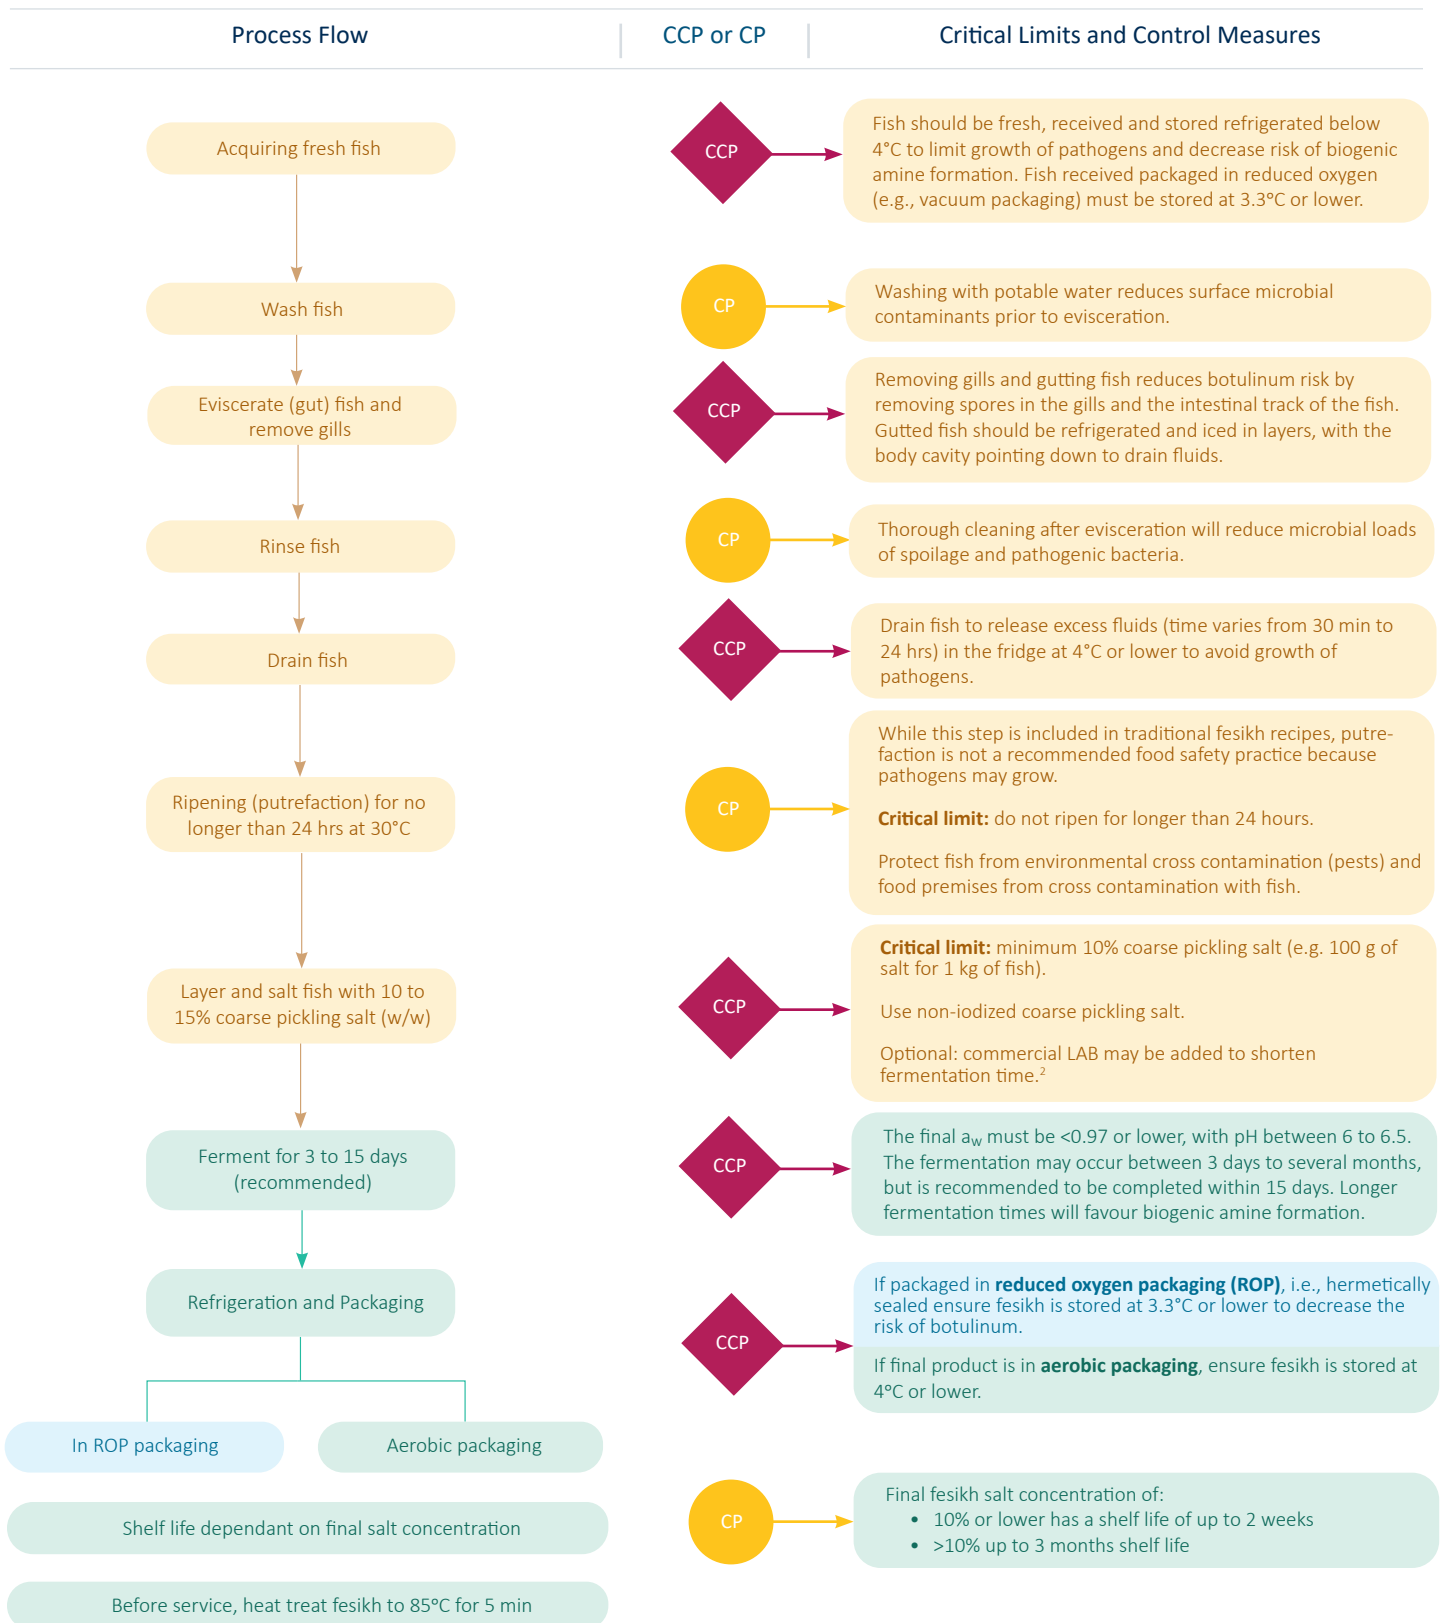 Process Flow
CCP or CP
Critical Limits and Control Measures
Acquiring fresh fish
CCP
Fish should be fresh, received and stored refrigerated below
4°C to limit growth of pathogens and decrease risk of biogenic
amine formation. Fish received packaged in reduced oxygen
(e.g., vacuum packaging) must be stored at 3.3°C or lower.
Wash fish
CP
Washing with potable water reduces surface microbial
contaminants prior to evisceration.
Eviscerate (gut) fish and
remove gills
CCP
Removing gills and gutting fish reduces botulinum risk by
removing spores in the gills and the intestinal track of the fish.
Gutted fish should be refrigerated and iced in layers, with the
body cavity pointing down to drain fluids.
Rinse fish
CP
Thorough cleaning after evisceration will reduce microbial loads
of spoilage and pathogenic bacteria.
Drain fish
CCP
Drain fish to release excess fluids (time varies from 30 min to
24 hrs) in the fridge at 4°C or lower to avoid growth of
pathogens.
Ripening (putrefaction) for no
longer than 24 hrs at 30°C
CP
While this step is included in traditional fesikh recipes, putre-
faction is not a recommended food safety practice because
pathogens may grow.
Critical limit: do not ripen for longer than 24 hours.
Protect fish from environmental cross contamination (pests) and
food premises from cross contamination with fish.
Layer and salt fish with 10 to
15% coarse pickling salt (w/w)
CCP
Critical limit: minimum 10% coarse pickling salt (e.g. 100 g of
salt for 1 kg of fish).
Use non-iodized coarse pickling salt.
Optional: commercial LAB may be added to shorten
fermentation time.²
Ferment for 3 to 15 days
(recommended)
CCP
The final aw must be <0.97 or lower, with pH between 6 to 6.5.
The fermentation may occur between 3 days to several months,
but is recommended to be completed within 15 days. Longer
fermentation times will favour biogenic amine formation.
Refrigeration and Packaging
CCP
If packaged in reduced oxygen packaging (ROP), i.e., hermetically
sealed ensure fesikh is stored at 3.3°C or lower to decrease the
risk of botulinum.
If final product is in aerobic packaging, ensure fesikh is stored at
4°C or lower.
In ROP packaging
Aerobic packaging
Shelf life dependant on final salt concentration
CP
Final fesikh salt concentration of:
• 10% or lower has a shelf life of up to 2 weeks
• >10% up to 3 months shelf life
Before service, heat treat fesikh to 85°C for 5 min